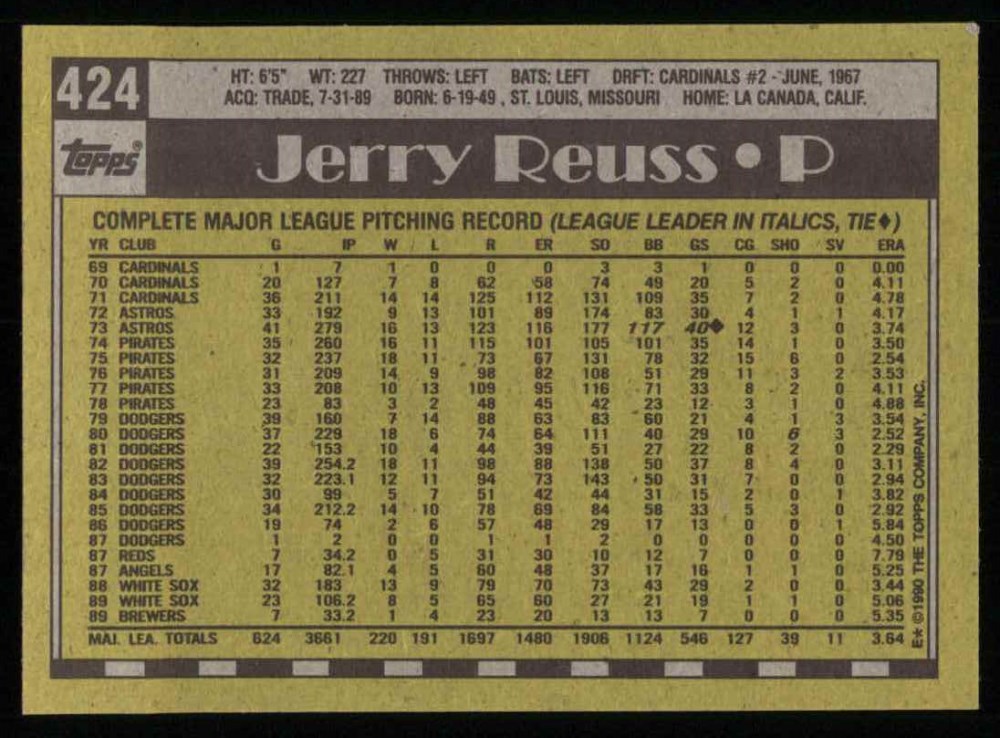 424
HT: 6'5" WT: 227 THROWS: LEFT BATS: LEFT DRFT: CARDINALS #2 - JUNE, 1967
ACQ: TRADE, 7-31-89 BORN: 6-19-49 , ST. LOUIS, MISSOURI HOME: LA CANADA, CALIF.
Topps®
Jerry Reuss • P
COMPLETE MAJOR LEAGUE PITCHING RECORD (LEAGUE LEADER IN ITALICS, TIE♦)
YR CLUB G IP W L R ER SO BB GS CG SHO SV ERA
69 CARDINALS 1 7 1 0 0 0 3 3 1 0 0 0 0.00
70 CARDINALS 20 127 7 8 62 58 74 49 20 5 2 0 4.11
71 CARDINALS 36 211 14 14 125 112 131 109 35 7 2 0 4.78
72 ASTROS 33 192 9 13 101 89 174 83 30 4 1 1 4.17
73 ASTROS 41 279 16 13 123 116 177 117 40♦ 12 3 0 3.74
74 PIRATES 35 260 16 11 115 101 105 101 35 14 1 0 3.50
75 PIRATES 32 237 18 11 73 67 131 78 32 15 6 0 2.54
76 PIRATES 31 209 14 9 98 82 108 51 29 11 3 2 3.53
77 PIRATES 33 208 10 13 109 95 116 71 33 8 2 0 4.11
78 PIRATES 23 83 3 2 48 45 42 23 12 3 1 0 4.88
79 DODGERS 39 160 7 14 88 63 83 60 21 4 1 3 3.54
80 DODGERS 37 229 18 6 74 64 111 40 29 10 6 3 2.52
81 DODGERS 22 153 10 4 44 39 51 27 22 8 2 0 2.29
82 DODGERS 39 254.2 18 11 98 88 138 50 37 8 4 0 3.11
83 DODGERS 32 223.1 12 11 94 73 143 50 31 7 0 0 2.94
84 DODGERS 30 99 5 7 51 42 44 31 15 2 0 1 3.82
85 DODGERS 34 212.2 14 10 78 69 84 58 33 5 3 0 2.92
86 DODGERS 19 74 2 6 57 48 29 17 13 0 0 1 5.84
87 DODGERS 1 2 0 0 1 1 2 0 0 0 0 0 4.50
87 REDS 7 34.2 0 5 31 30 10 12 7 0 0 0 7.79
87 ANGELS 17 82.1 4 5 60 48 37 17 16 1 1 0 5.25
88 WHITE SOX 32 183 13 9 79 70 73 43 29 2 0 0 3.44
89 WHITE SOX 23 106.2 8 5 65 60 27 21 19 1 1 0 5.06
89 BREWERS 7 33.2 1 4 23 20 13 13 7 0 0 0 5.35
MAJ. LEA. TOTALS 624 3661 220 191 1697 1480 1906 1124 546 127 39 11 3.64
E* ©1990 THE TOPPS COMPANY, INC.